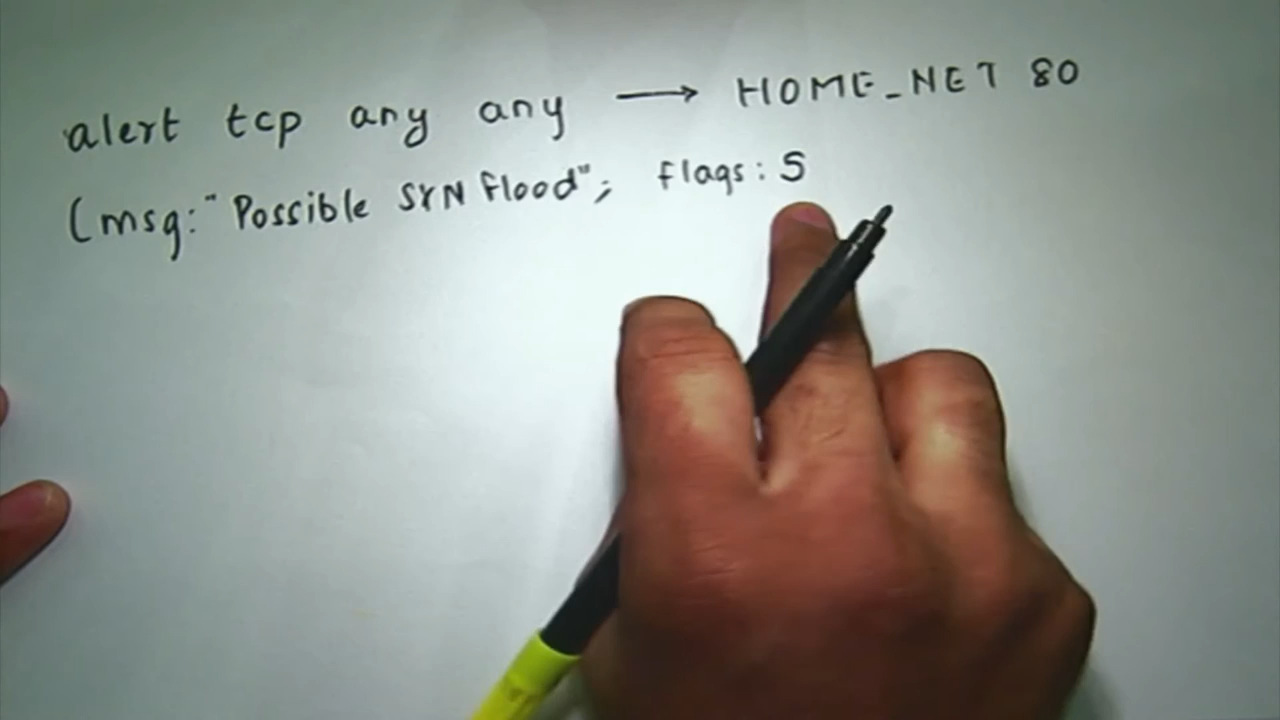 alert tcp any any → HOME_NET 80
(msg:"Possible SYN flood"; flags: S